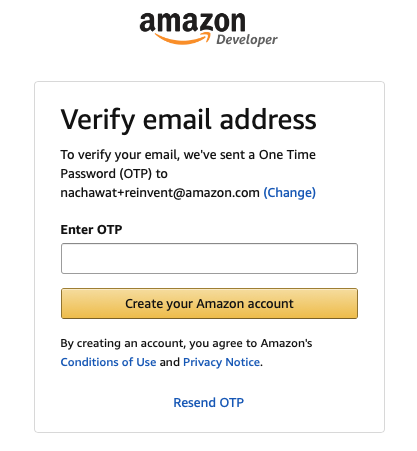 amazon
Developer
Verify email address
To verify your email, we've sent a One Time
Password (OTP) to
nachawat+reinvent@amazon.com (Change)
Enter OTP
Create your Amazon account
By creating an account, you agree to Amazon's
Conditions of Use and Privacy Notice.
Resend OTP